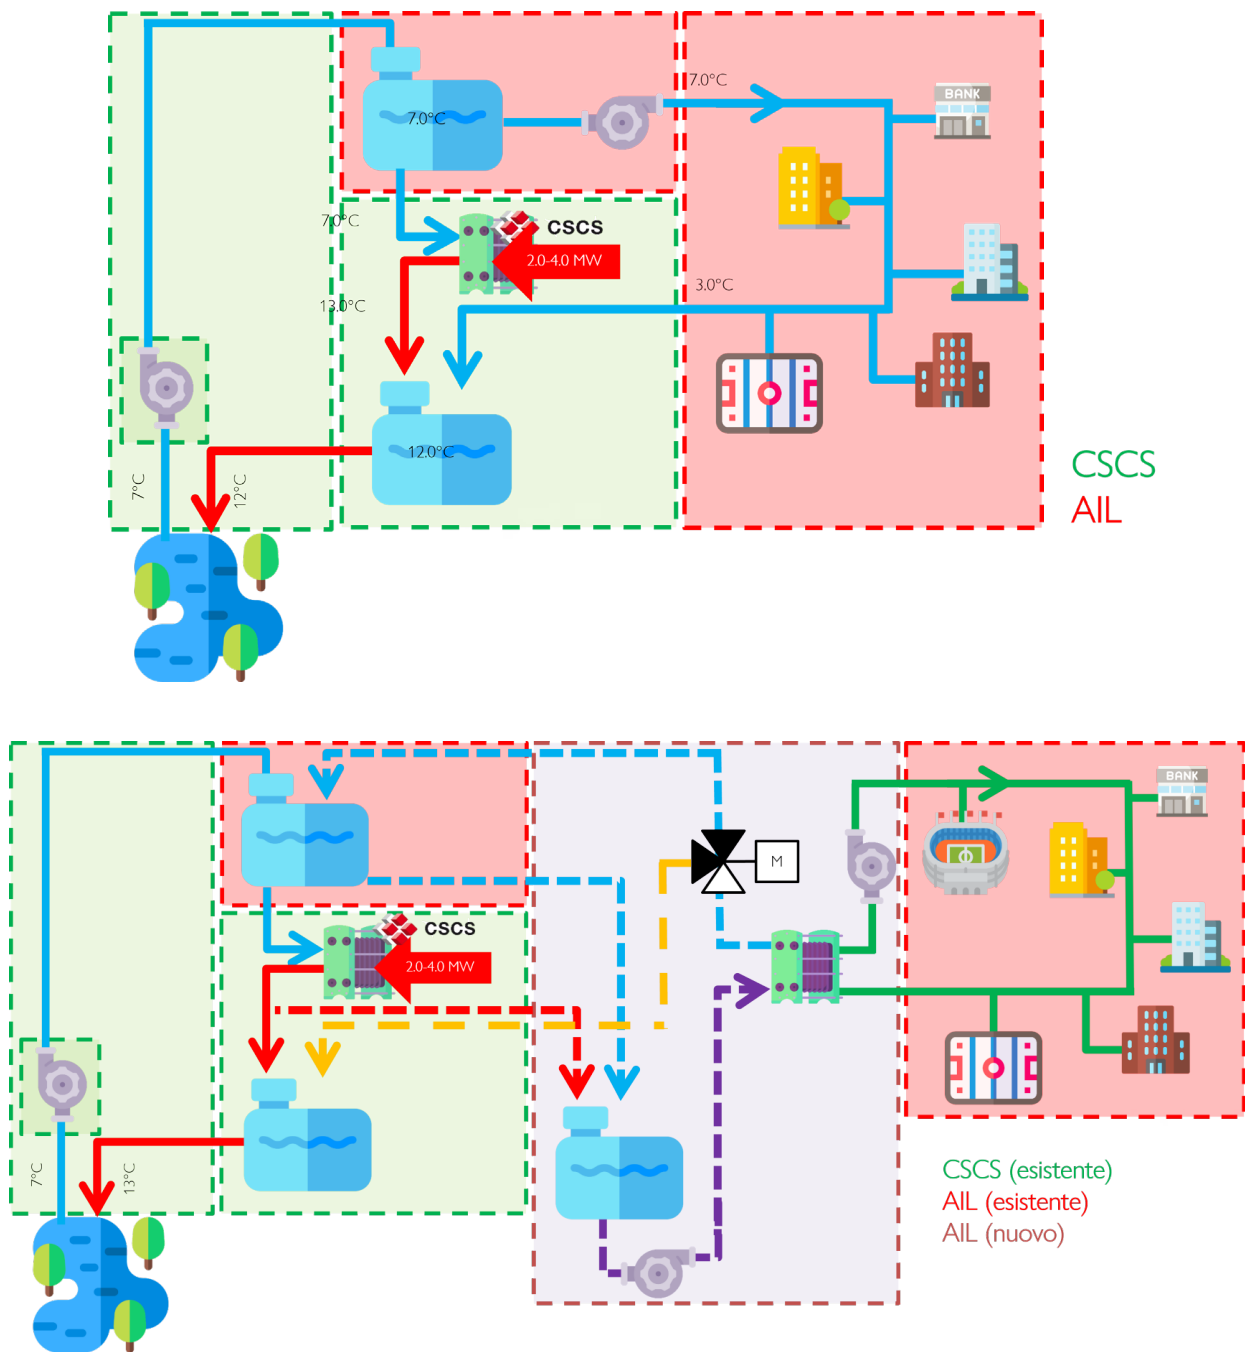 7.0°C
BANK
7.0°C
7.0°C
CSCS
2.0-4.0 MW
3.0°C
13.0°C
12.0°C
7°C
12°C
CSCS
AIL
BANK
M
CSCS
2.0-4.0 MW
7°C
13°C
CSCS (esistente)
AIL (esistente)
AIL (nuovo)